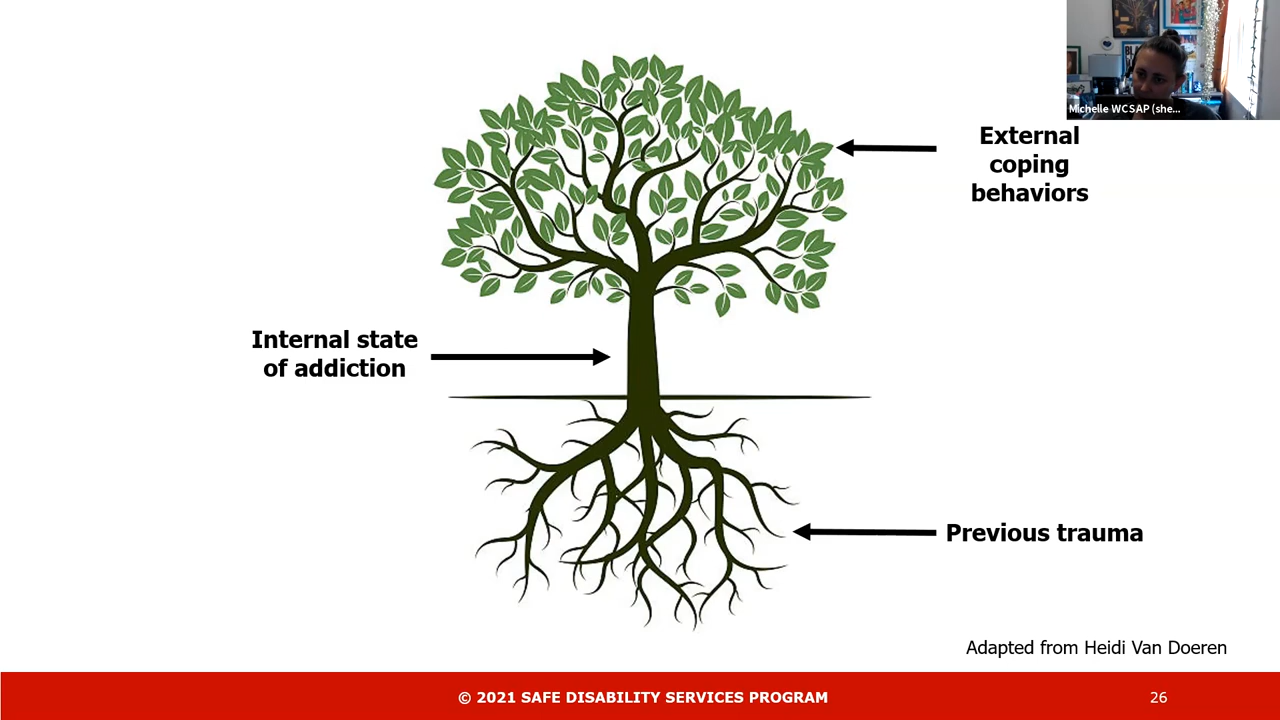 Michelle WCSAP (she...
External
coping
behaviors
Internal state
of addiction
Previous trauma
Adapted from Heidi Van Doeren
© 2021 SAFE DISABILITY SERVICES PROGRAM
26